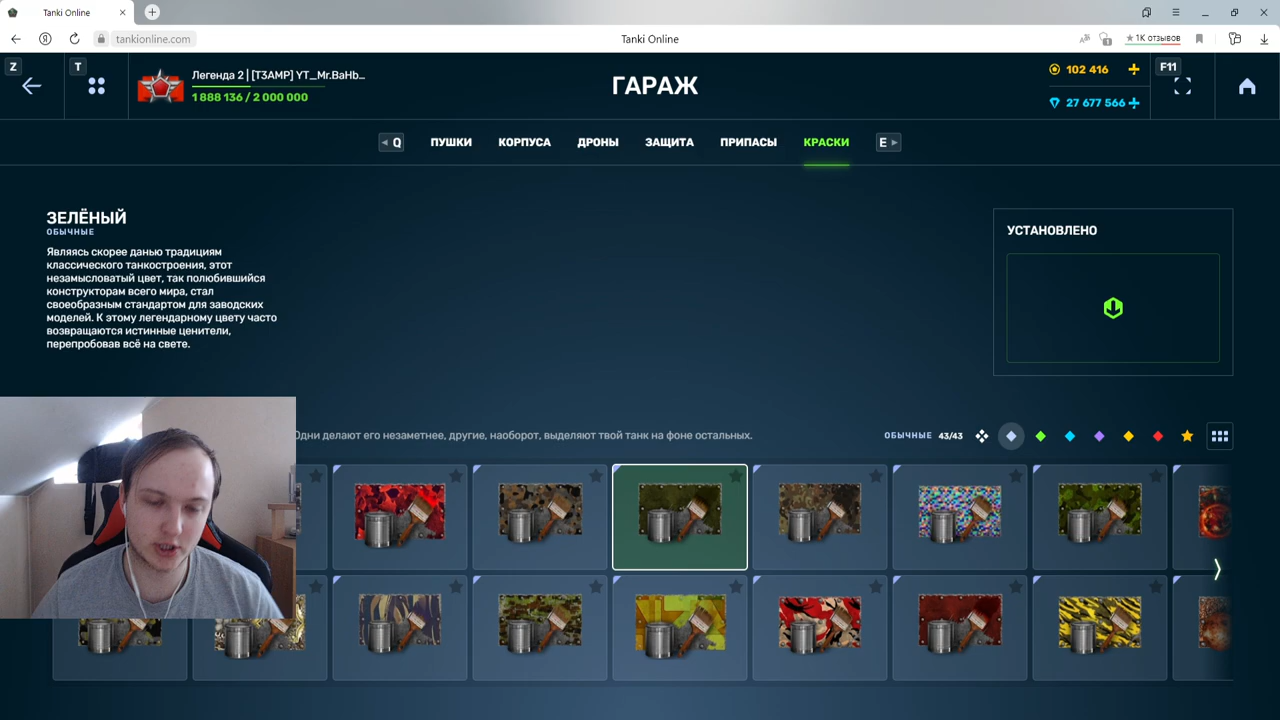 Tanki Online
tankionline.com
Tanki Online
1К отзывов
Z
T
Легенда 2 | [T3AMP] YT_Mr.BaHb...
1 888 136 / 2 000 000
ГАРАЖ
102 416
27 677 566
F11
Q
ПУШКИ
КОРПУСА
ДРОНЫ
ЗАЩИТА
ПРИПАСЫ
КРАСКИ
E
ЗЕЛЁНЫЙ
ОБЫЧНЫЕ
Являясь скорее данью традициям
классического танкостроения, этот
незамысловатый цвет, так полюбившийся
конструкторам всего мира, стал
своеобразным стандартом для заводских
моделей. К этому легендарному цвету часто
возвращаются истинные ценители,
перепробовав всё на свете.
УСТАНОВЛЕНО
Одни делают его незаметнее, другие, наоборот, выделяют твой танк на фоне остальных.
ОБЫЧНЫЕ 43/43